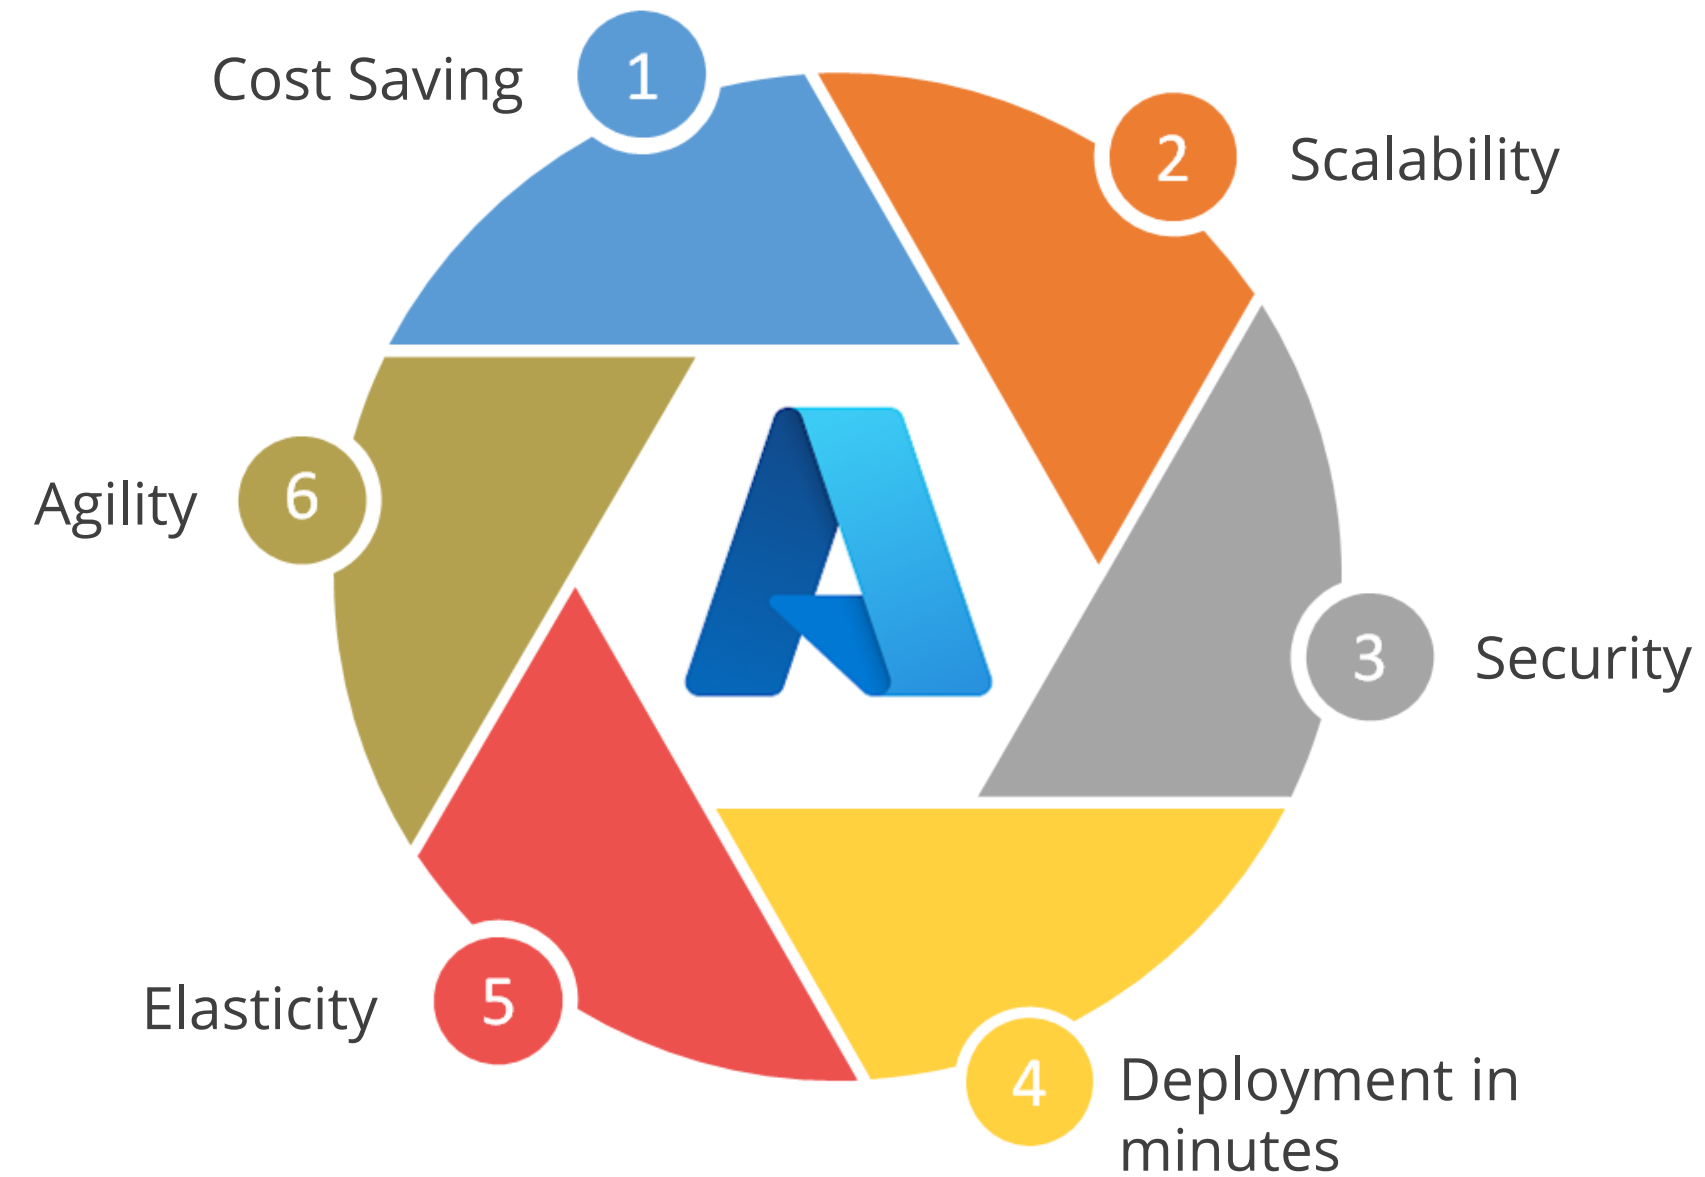 1
Cost Saving
2
Scalability
3
Security
4
Deployment in
minutes
5
Elasticity
6
Agility